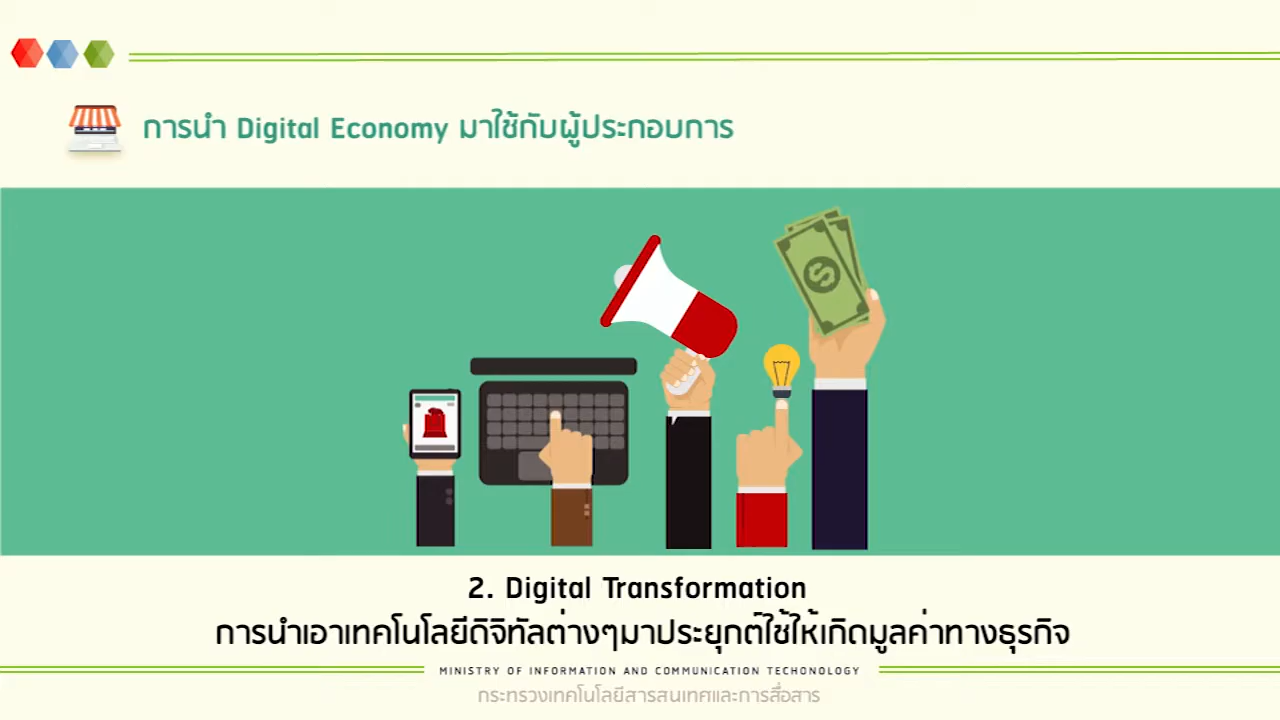 การนำ Digital Economy มาใช้กับผู้ประกอบการ
2. Digital Transformation
การนำเอาเทคโนโลยีดิจิทัลต่างๆมาประยุกต์ใช้ให้เกิดมูลค่าทางธุรกิจ
MINISTRY OF INFORMATION AND COMMUNICATION TECHONOLOGY
กระทรวงเทคโนโลยีสารสนเทศและการสื่อสาร